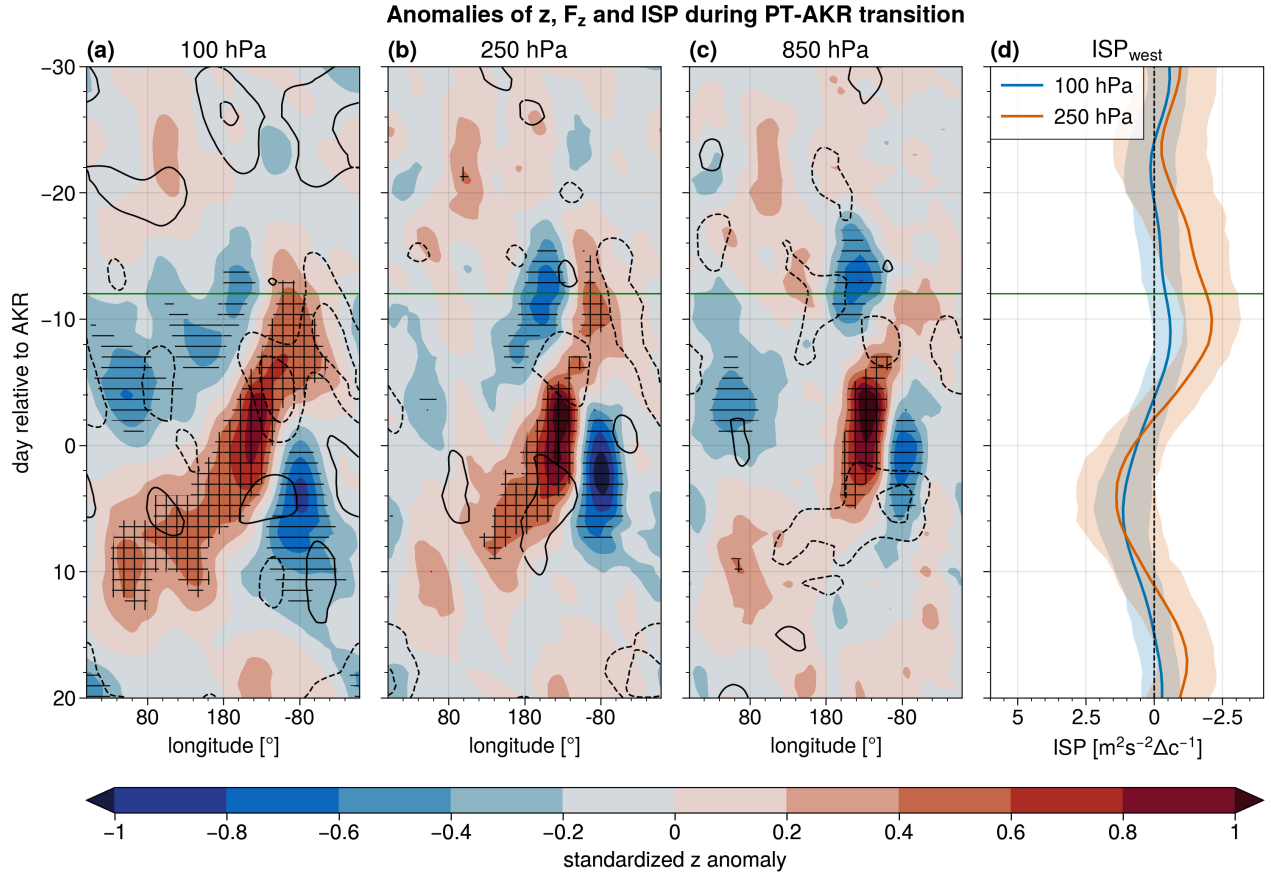 Anomalies of z, F_z and ISP during PT-AKR transition
(a) 100 hPa
(b) 250 hPa
(c) 850 hPa
(d) ISP_west
100 hPa
250 hPa
day relative to AKR
−30
−20
−10
0
10
20
80 180 -80
80 180 -80
80 180 -80
5 2.5 0 −2.5
longitude [°]
longitude [°]
longitude [°]
ISP [m²s⁻²Δc⁻¹]
−1 −0.8 −0.6 −0.4 −0.2 0 0.2 0.4 0.6 0.8 1
standardized z anomaly